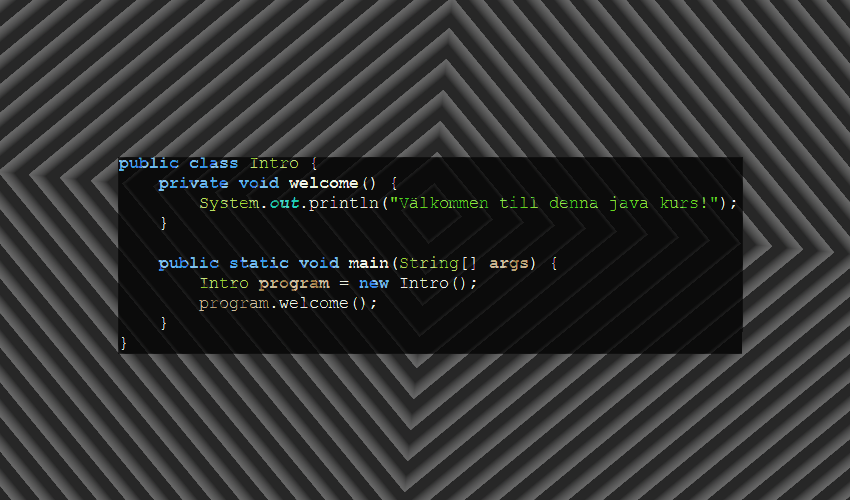 public class Intro {
    private void welcome() {
        System.out.println("Välkommen till denna java kurs!");
    }
    public static void main(String[] args) {
        Intro program = new Intro();
        program.welcome();
    }
}